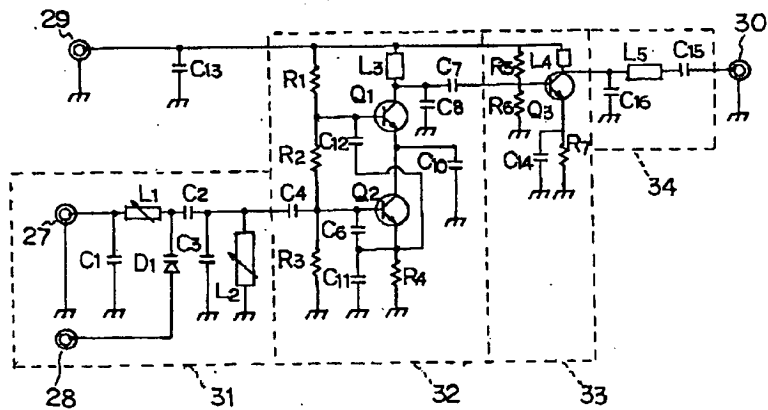 29
30
C13
R1
L3
C7
R5
L4
L5
C15
Q1
C8
R6
Q3
C16
C12
R2
C10
C14
R7
34
27
L1
C2
C4
Q2
C1
D1
C3
L2
R3
C6
C11
R4
28
31
32
33